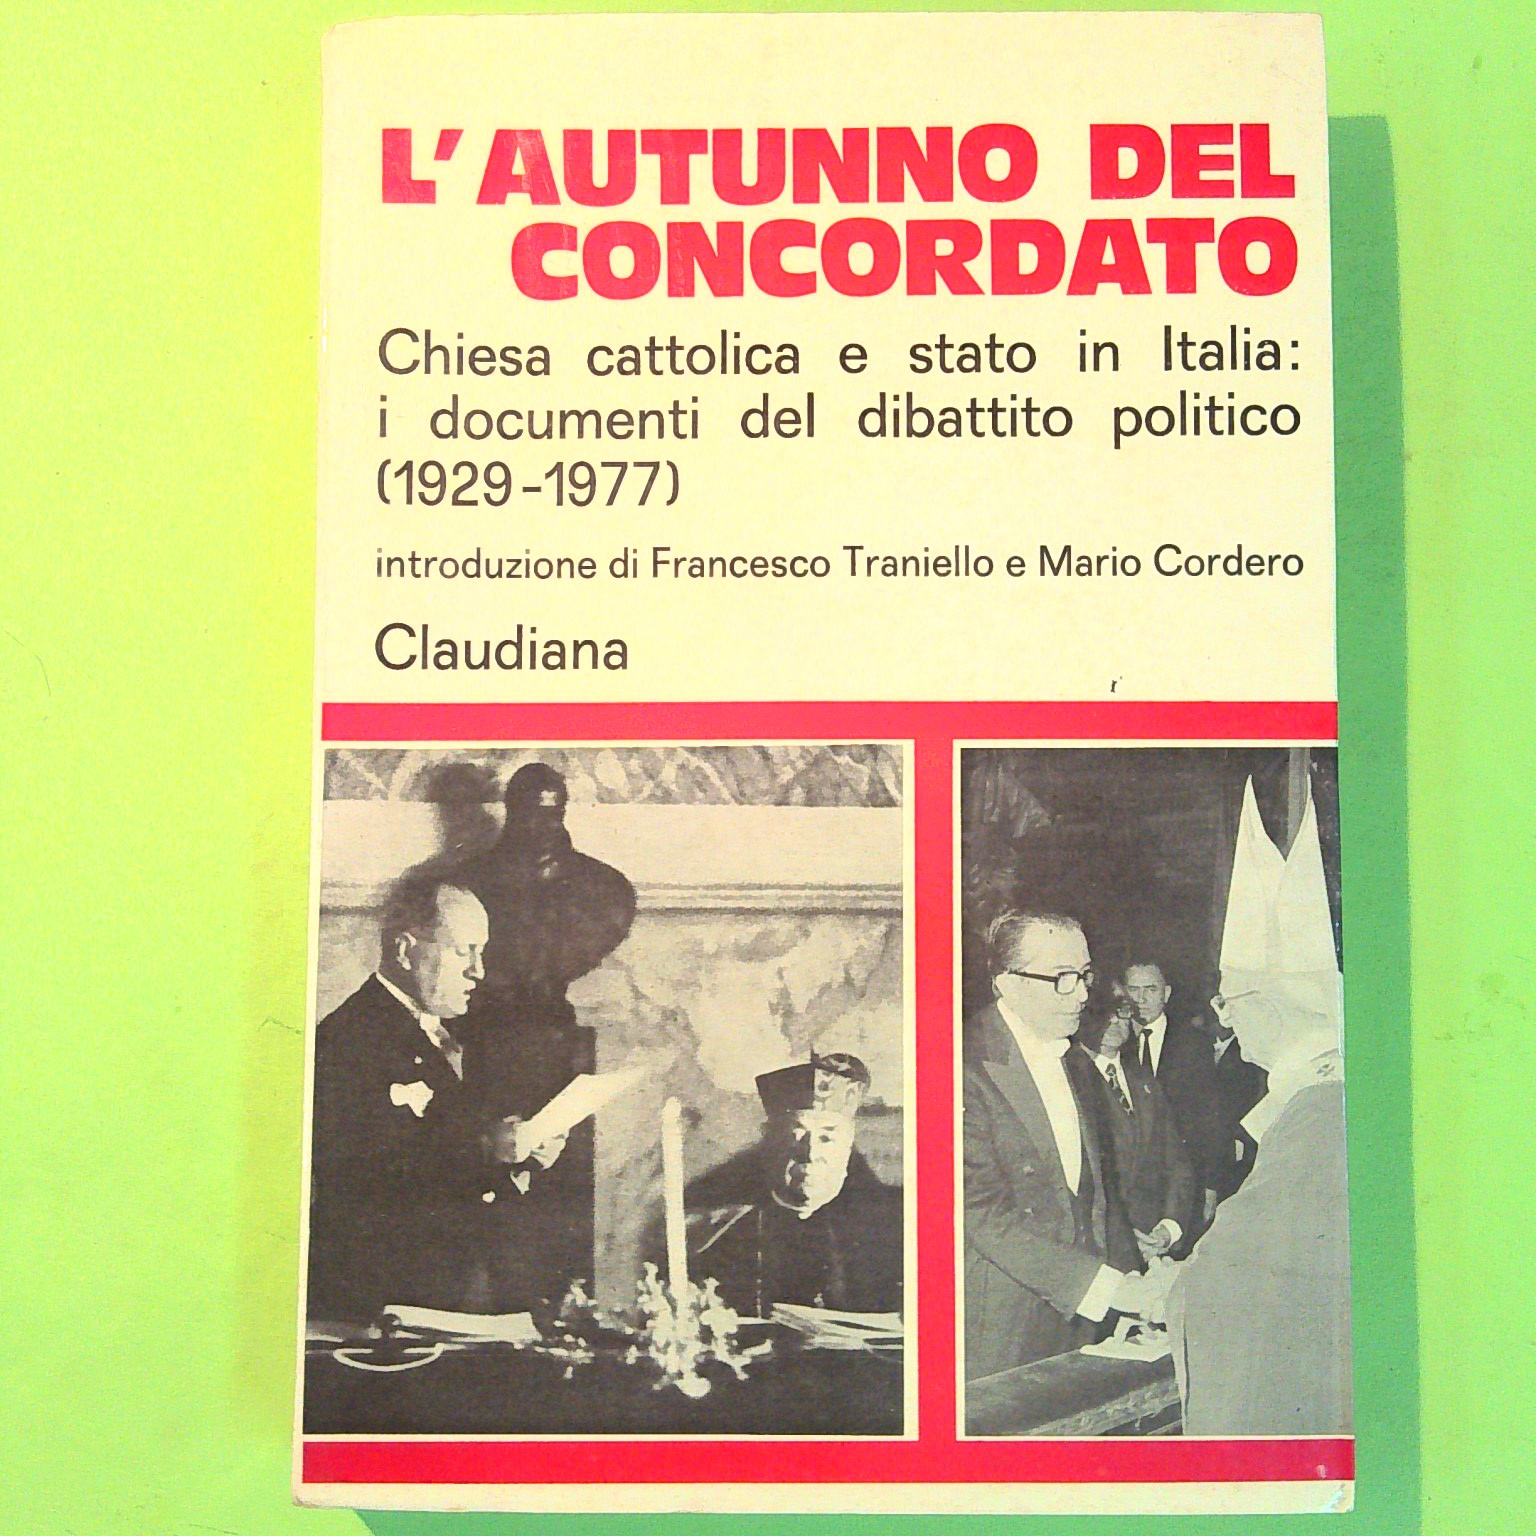 L'AUTUNNO DEL
CONCORDATO
Chiesa cattolica e stato in Italia:
i documenti del dibattito politico
(1929-1977)
introduzione di Francesco Traniello e Mario Cordero
Claudiana